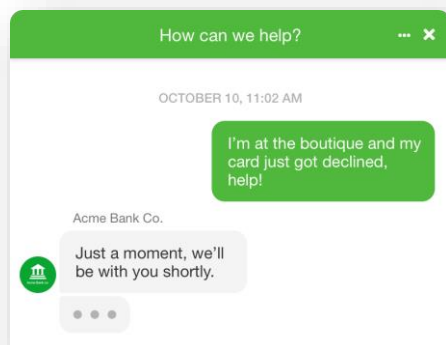 How can we help?
OCTOBER 10, 11:02 AM
I'm at the boutique and my
card just got declined,
help!
Acme Bank Co.
Just a moment, we'll
be with you shortly.